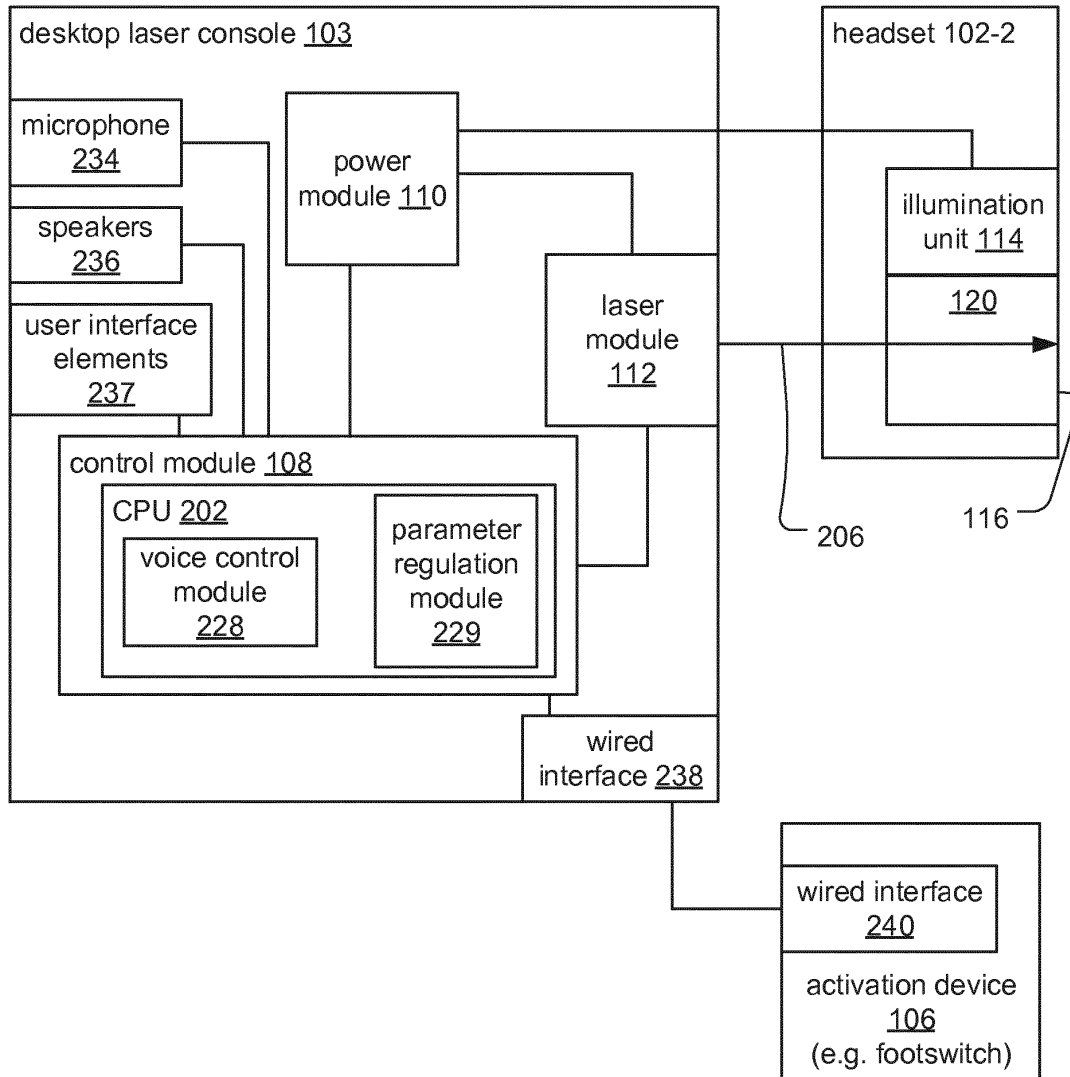 desktop laser console 103
headset 102-2
microphone
234
speakers
236
user interface
elements
237
power
module 110
laser
module
112
illumination
unit 114
120
control module 108
CPU 202
voice control
module
228
parameter
regulation
module
229
206
116
wired
interface 238
wired interface
240
activation device
106
(e.g. footswitch)